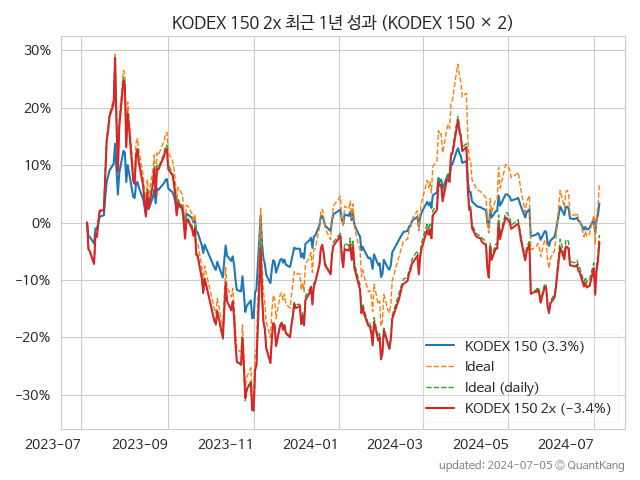 KODEX 150 2x 최근 1년 성과 (KODEX 150 × 2)
30%
20%
10%
0%
−10%
−20%
−30%
2023-07
2023-09
2023-11
2024-01
2024-03
2024-05
2024-07
KODEX 150 (3.3%)
Ideal
Ideal (daily)
KODEX 150 2x (−3.4%)
updated: 2024-07-05 ⓒ QuantKang